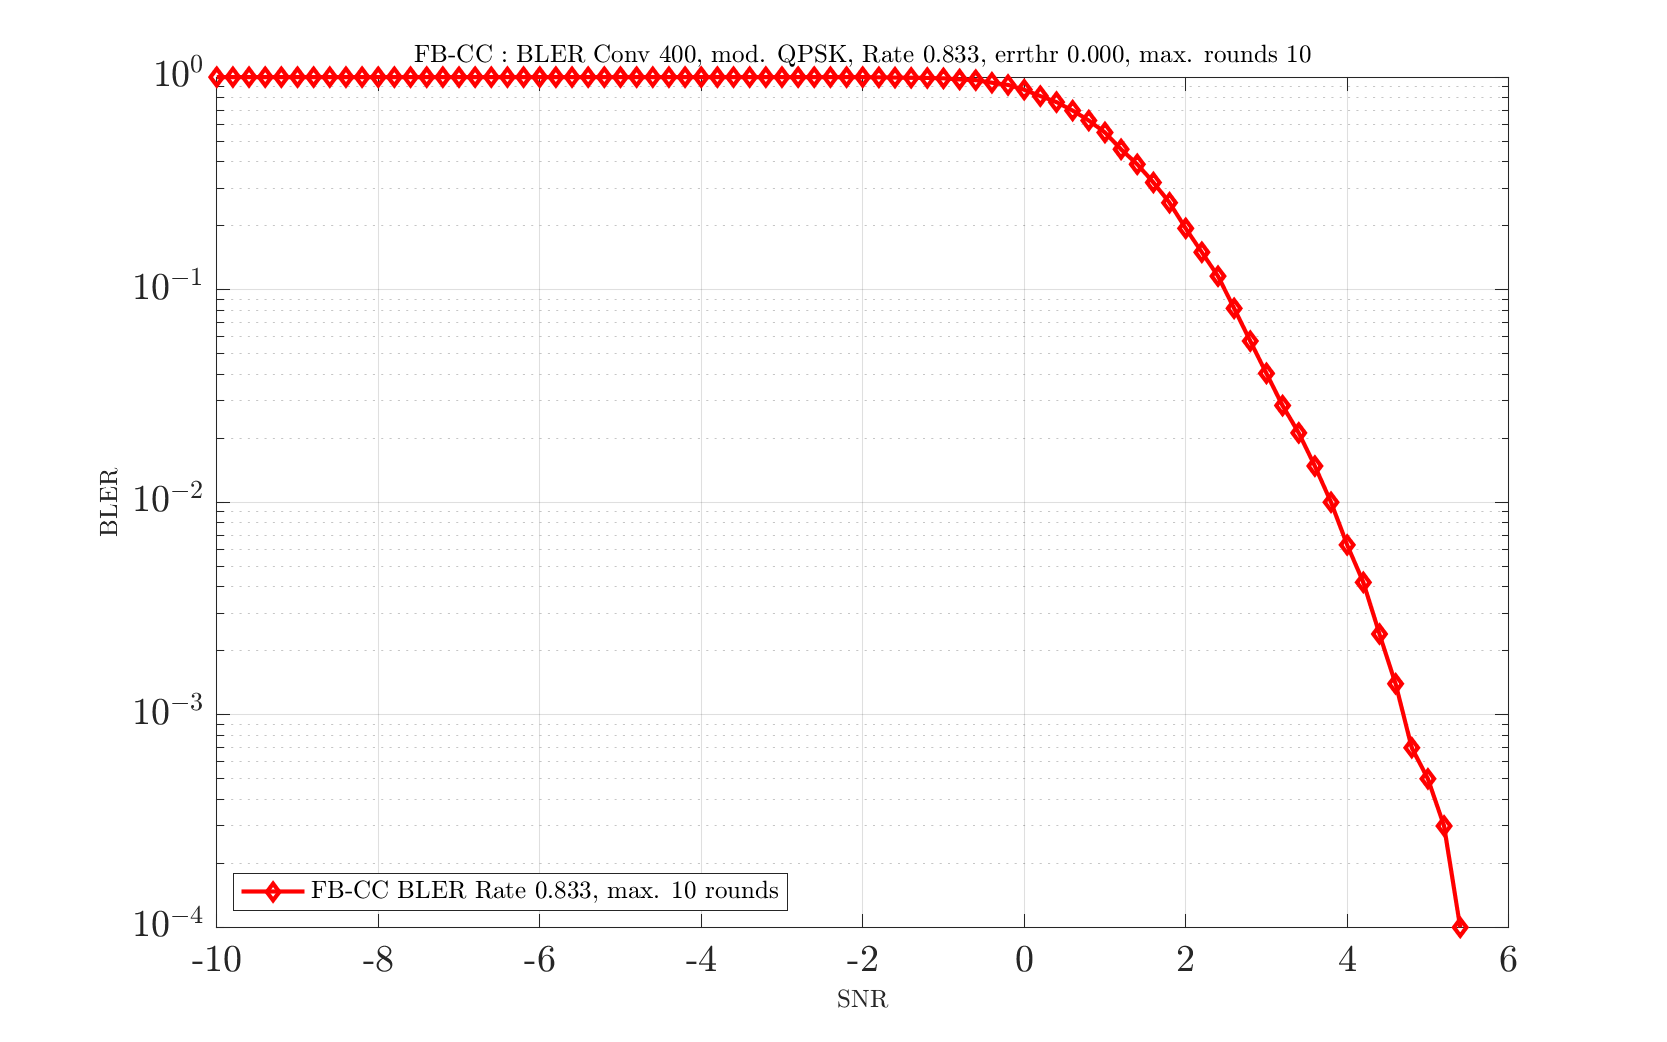 FB-CC : BLER Conv 400, mod. QPSK, Rate 0.833, errthr 0.000, max. rounds 10
10^0
10^-1
10^-2
10^-3
10^-4
BLER
FB-CC BLER Rate 0.833, max. 10 rounds
-10 -8 -6 -4 -2 0 2 4 6
SNR